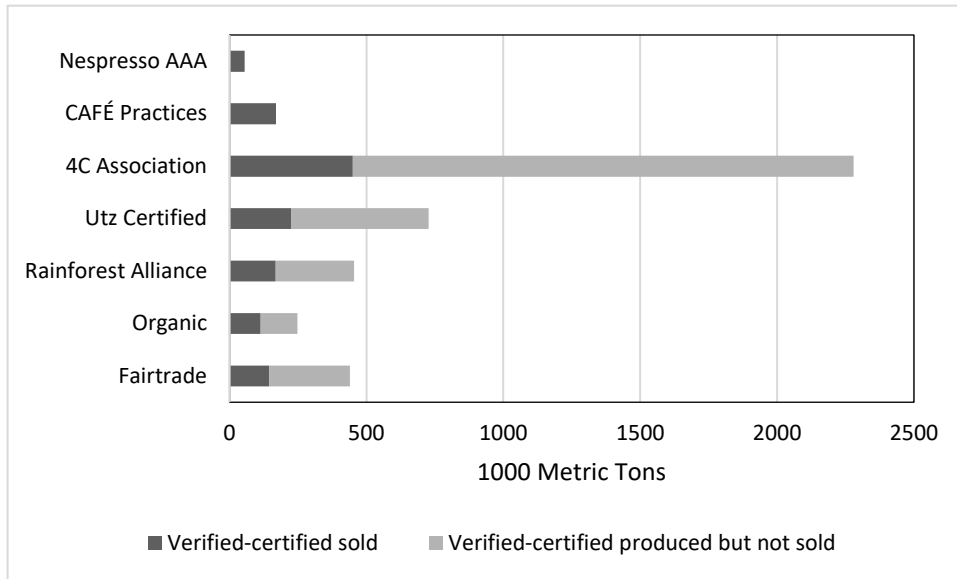 Nespresso AAA
CAFÉ Practices
4C Association
Utz Certified
Rainforest Alliance
Organic
Fairtrade
0 500 1000 1500 2000 2500
1000 Metric Tons
Verified-certified sold Verified-certified produced but not sold